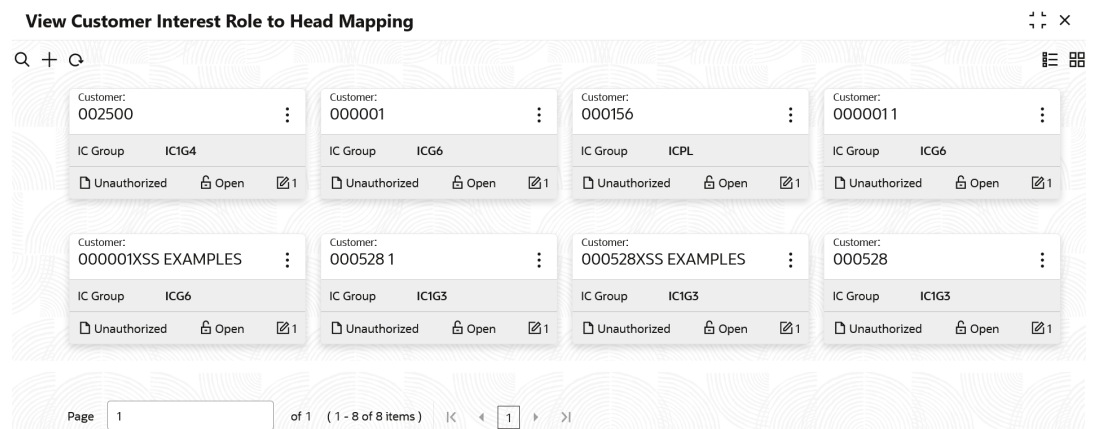 View Customer Interest Role to Head Mapping
Customer: Customer: Customer: Customer:
002500 000001 000156 0000011
IC Group IC1G4 IC Group ICG6 IC Group ICPL IC Group ICG6
Unauthorized Open 1 Unauthorized Open 1 Unauthorized Open 1 Unauthorized Open 1
Customer: Customer: Customer: Customer:
000001XSS EXAMPLES 000528 1 000528XSS EXAMPLES 000528
IC Group ICG6 IC Group IC1G3 IC Group IC1G3 IC Group IC1G3
Unauthorized Open 1 Unauthorized Open 1 Unauthorized Open 1 Unauthorized Open 1
Page 1 of 1 ( 1 - 8 of 8 items ) 1